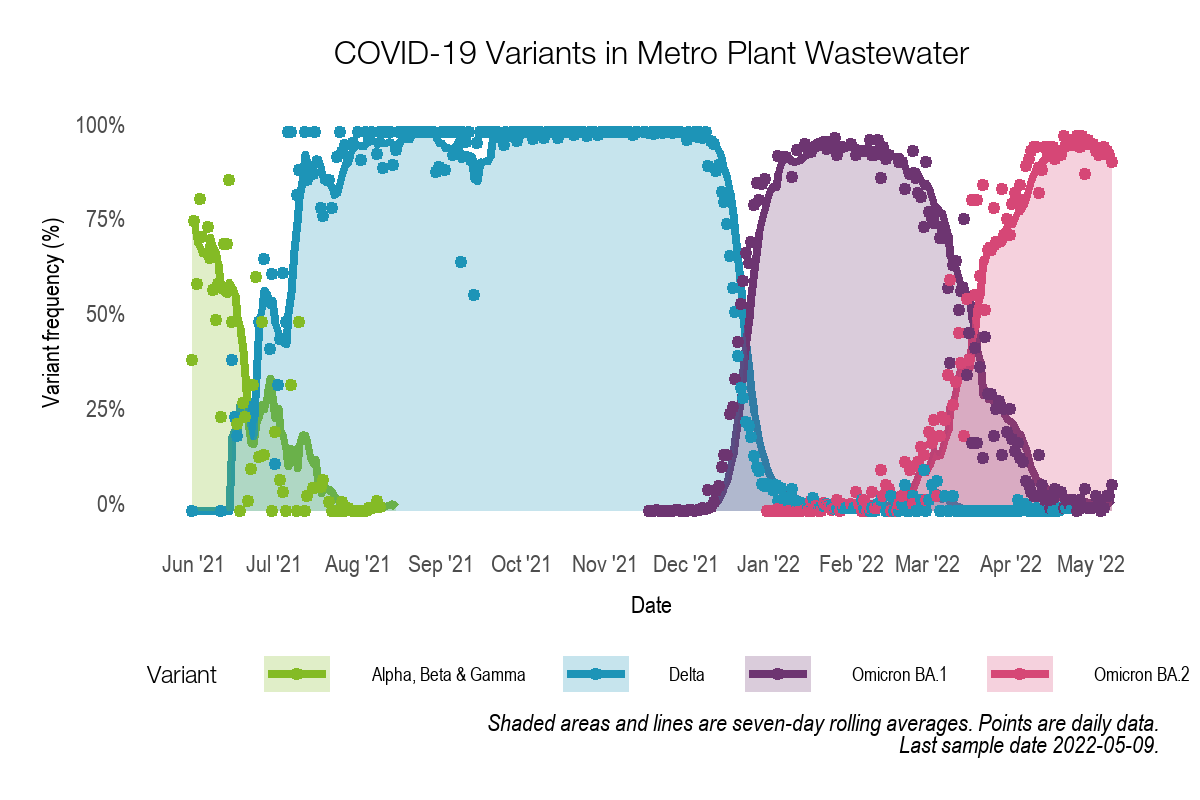 COVID-19 Variants in Metro Plant Wastewater
100%
75%
50%
25%
0%
Variant frequency (%)
Jun '21 Jul '21 Aug '21 Sep '21 Oct '21 Nov '21 Dec '21 Jan '22 Feb '22 Mar '22 Apr '22 May '22
Date
Variant Alpha, Beta & Gamma Delta Omicron BA.1 Omicron BA.2
Shaded areas and lines are seven-day rolling averages. Points are daily data.
Last sample date 2022-05-09.